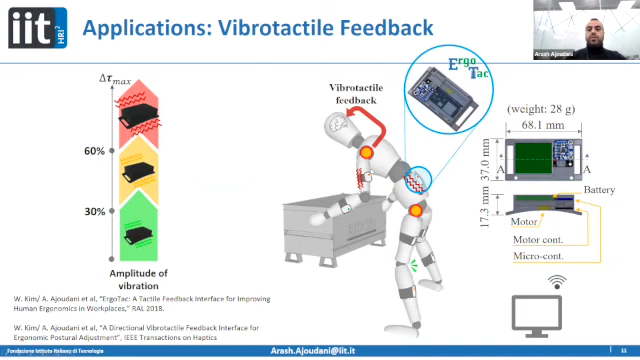 iit
HRI²
Applications: Vibrotactile Feedback
Arash Ajoudani
Δτmax
60%
30%
Amplitude of
vibration
Vibrotactile
feedback
Ergo
Tac
(weight: 28 g)
68.1 mm
37.0 mm
A
A
17.3 mm
Battery
Motor
Motor cont.
Micro-cont.
W. Kim/ A. Ajoudani et al, "ErgoTac: A Tactile Feedback Interface for Improving
Human Ergonomics in Workplaces," RAL 2018.
W. Kim/ A. Ajoudani et al, "A Directional Vibrotactile Feedback Interface for
Ergonomic Postural Adjustment", IEEE Transactions on Haptics
Fondazione Istituto Italiano di Tecnologia
Arash.Ajoudani@iit.it
11